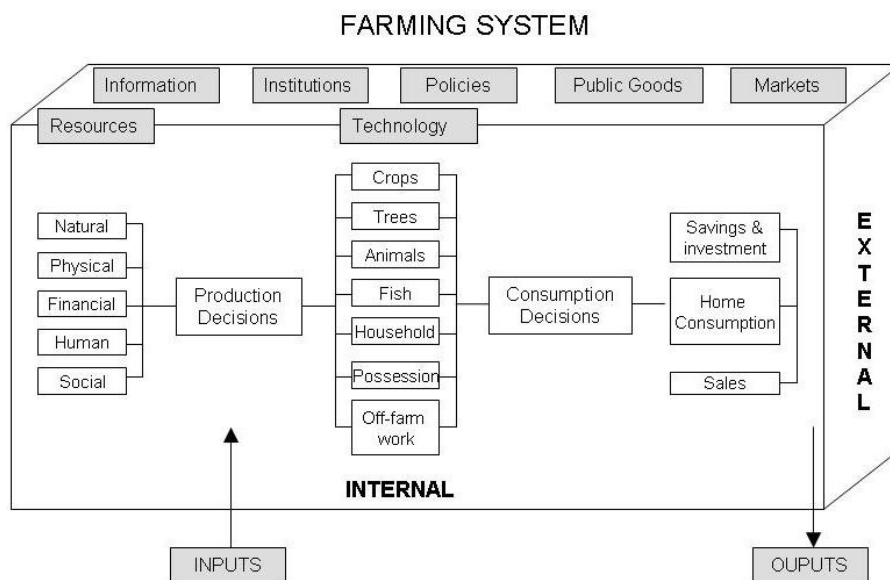 FARMING SYSTEM
Information
Institutions
Policies
Public Goods
Markets
Resources
Technology
Natural
Physical
Financial
Human
Social
Production
Decisions
Crops
Trees
Animals
Fish
Household
Possession
Off-farm
work
Consumption
Decisions
Savings &
investment
Home
Consumption
Sales
EXTERNAL
INTERNAL
INPUTS
OUPUTS